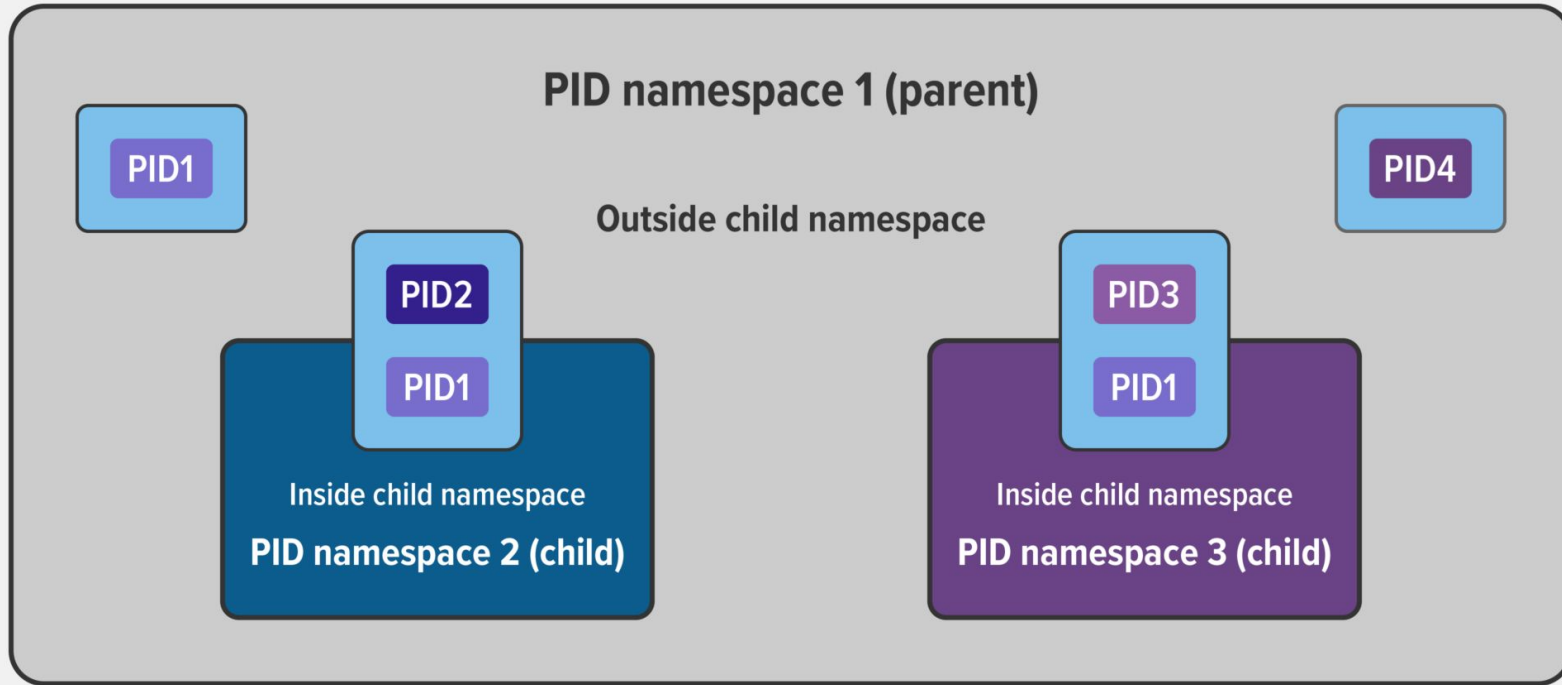 PID namespace 1 (parent)
PID1
PID4
Outside child namespace
PID2
PID1
Inside child namespace
PID namespace 2 (child)
PID3
PID1
Inside child namespace
PID namespace 3 (child)